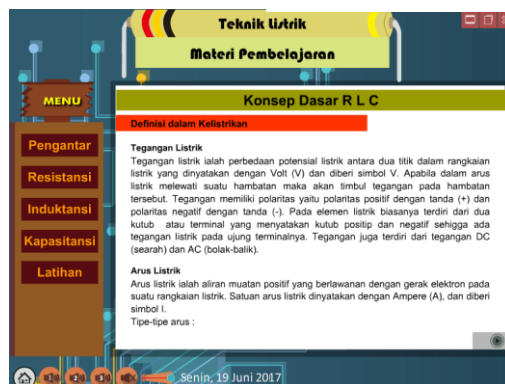 Teknik Listrik
Materi Pembelajaran
MENU
Pengantar
Resistansi
Induktansi
Kapasitansi
Latihan
Konsep Dasar R L C
Definisi dalam Kelistrikan
Tegangan Listrik
Tegangan listrik ialah perbedaan potensial listrik antara dua titik dalam rangkaian
listrik yang dinyatakan dengan Volt (V) dan diberi simbol V. Apabila dalam arus
listrik melewati suatu hambatan maka akan timbul tegangan pada hambatan
tersebut. Tegangan memiliki polaritas yaitu polaritas positif dengan tanda (+) dan
polaritas negatif dengan tanda (-). Pada elemen listrik biasanya terdiri dari dua
kutub atau terminal yang menyatakan kutub positip dan negatif sehigga ada
tegangan listrik pada ujung terminalnya. Tegangan juga terdiri dari tegangan DC
(searah) dan AC (bolak-balik).
Arus Listrik
Arus listrik ialah aliran muatan positif yang berlawanan dengan gerak elektron pada
suatu rangkaian listrik. Satuan arus listrik dinyatakan dengan Ampere (A), dan diberi
simbol I.
Tipe-tipe arus :
Senin, 19 Juni 2017